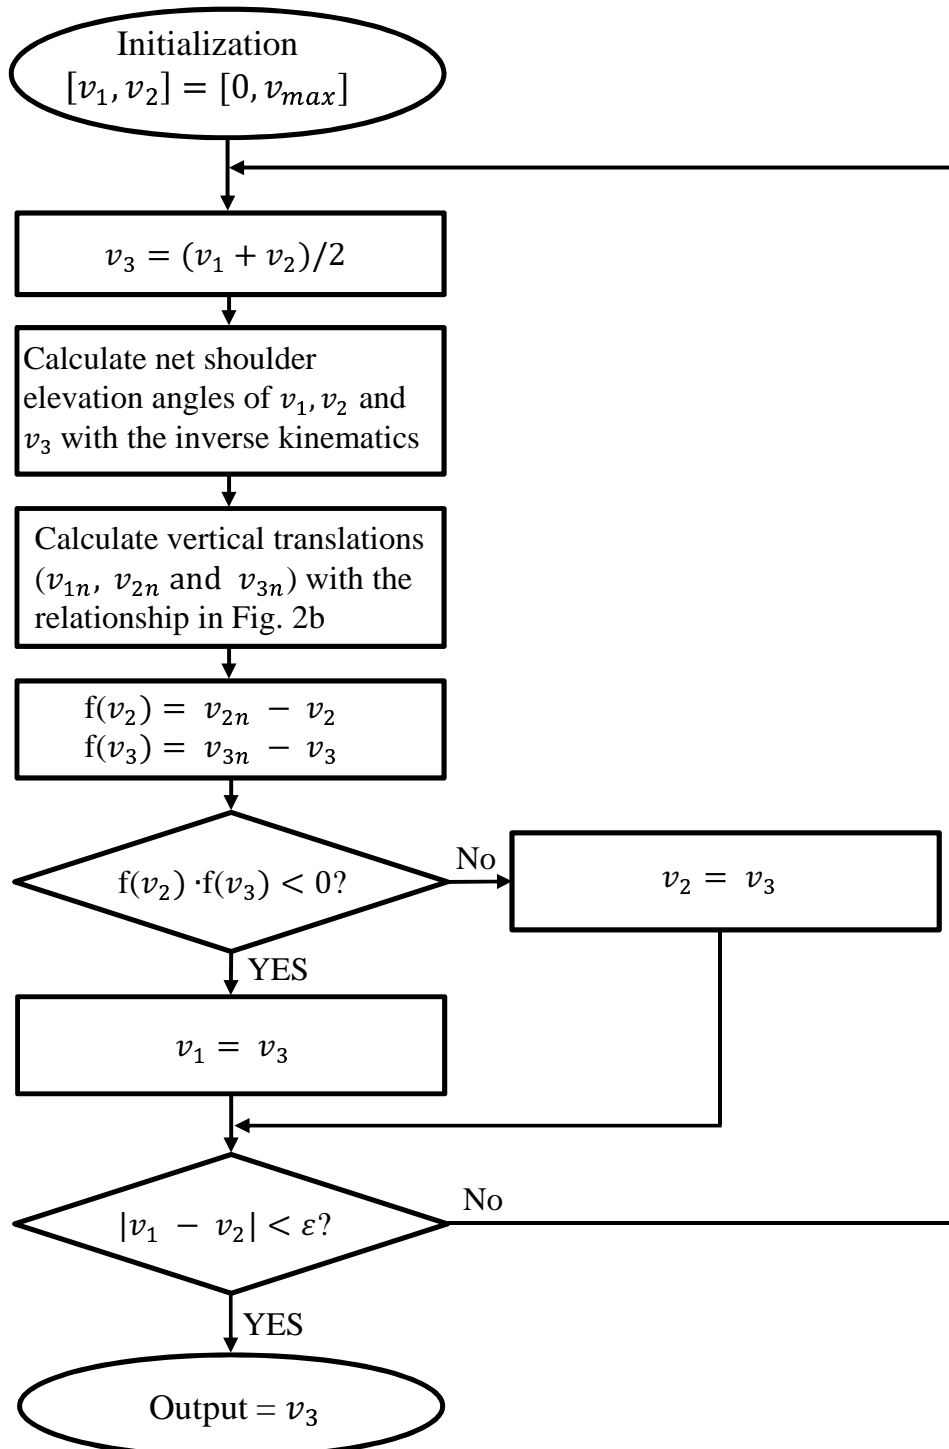 Initialization
[v₁, v₂] = [0, vₘₐₓ]
v₃ = (v₁ + v₂)/2
Calculate net shoulder
elevation angles of v₁, v₂ and
v₃ with the inverse kinematics
Calculate vertical translations
(v₁ₙ, v₂ₙ and v₃ₙ) with the
relationship in Fig. 2b
f(v₂) = v₂ₙ − v₂
f(v₃) = v₃ₙ − v₃
f(v₂) ·f(v₃) < 0?
No
v₂ = v₃
YES
v₁ = v₃
|v₁ − v₂| < ε?
No
YES
Output = v₃